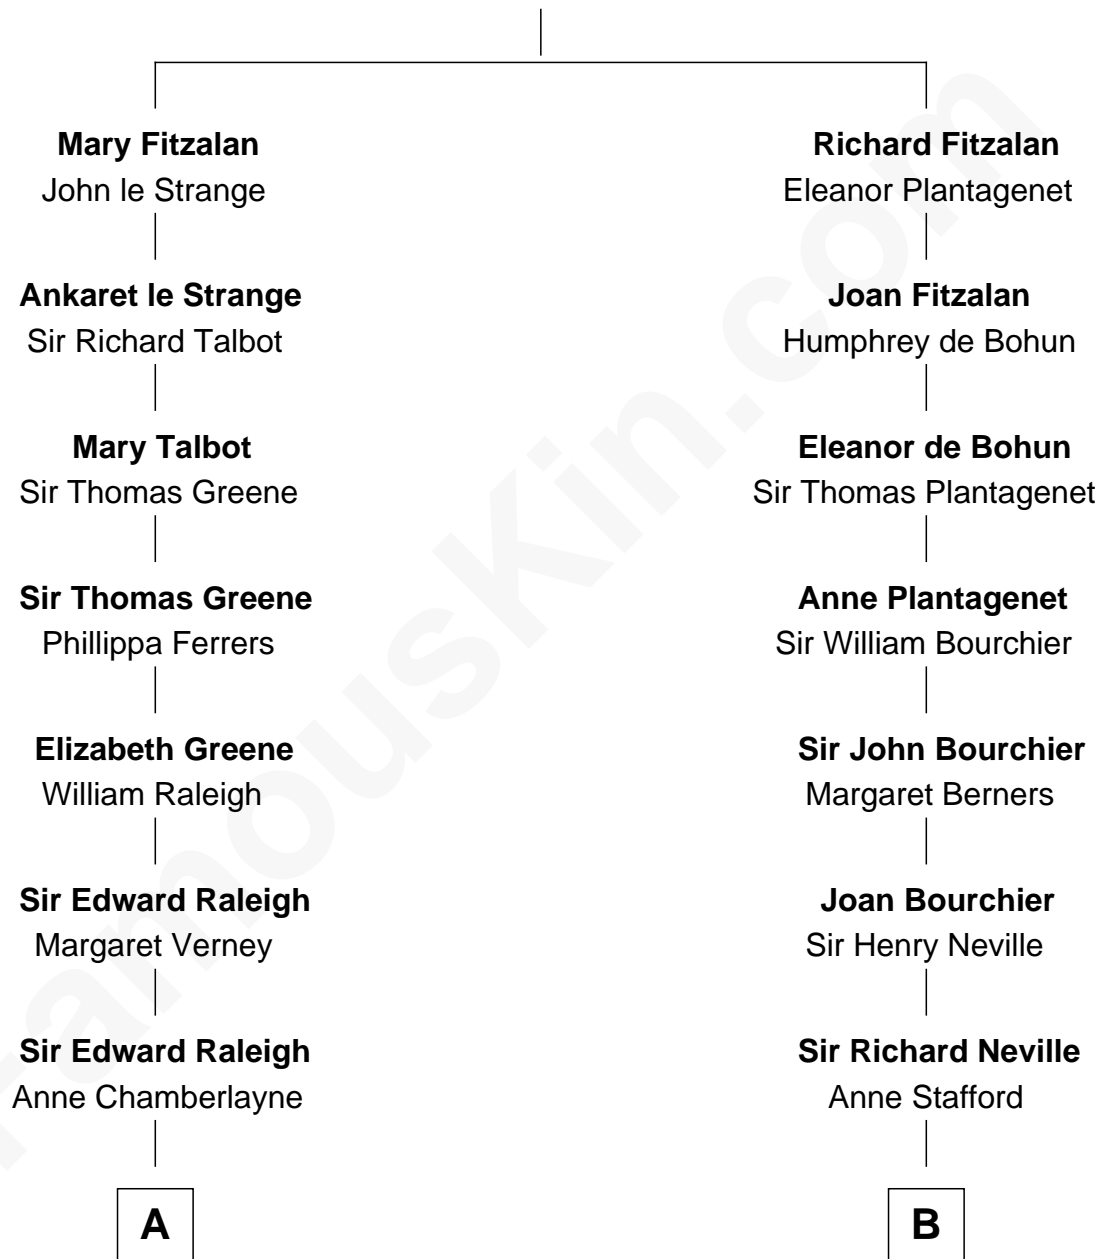 Mary Fitzalan
John le Strange
Ankaret le Strange
Sir Richard Talbot
Mary Talbot
Sir Thomas Greene
Sir Thomas Greene
Phillippa Ferrers
Elizabeth Greene
William Raleigh
Sir Edward Raleigh
Margaret Verney
Sir Edward Raleigh
Anne Chamberlayne
A
Richard Fitzalan
Eleanor Plantagenet
Joan Fitzalan
Humphrey de Bohun
Eleanor de Bohun
Sir Thomas Plantagenet
Anne Plantagenet
Sir William Bourchier
Sir John Bourchier
Margaret Berners
Joan Bourchier
Sir Henry Neville
Sir Richard Neville
Anne Stafford
B
FamousKin.com